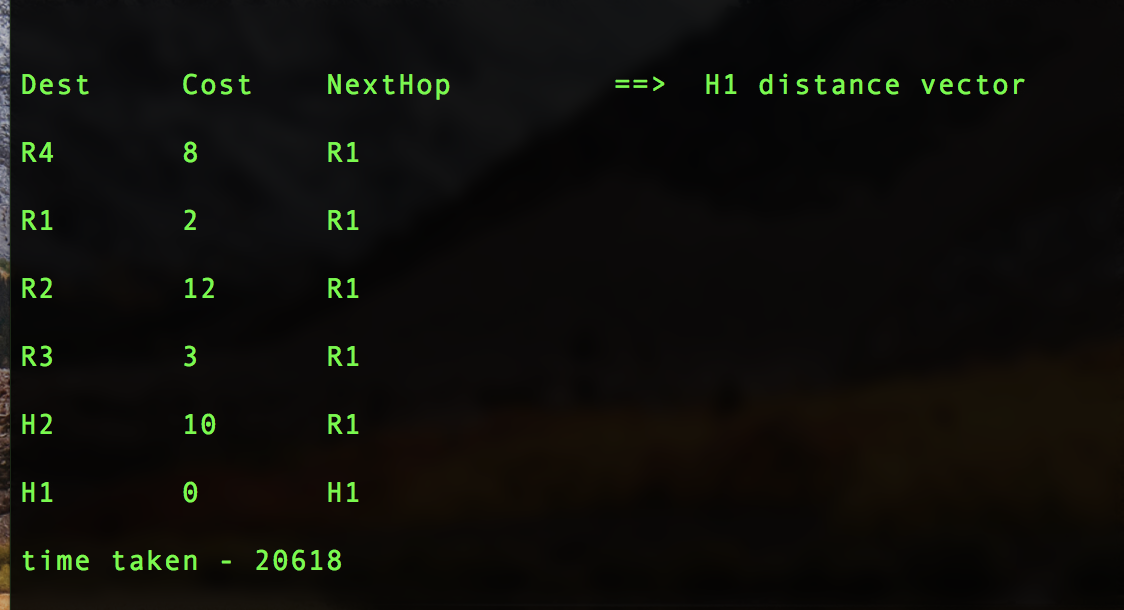 Dest Cost NextHop ==> H1 distance vector
R4 8 R1
R1 2 R1
R2 12 R1
R3 3 R1
H2 10 R1
H1 0 H1
time taken - 20618